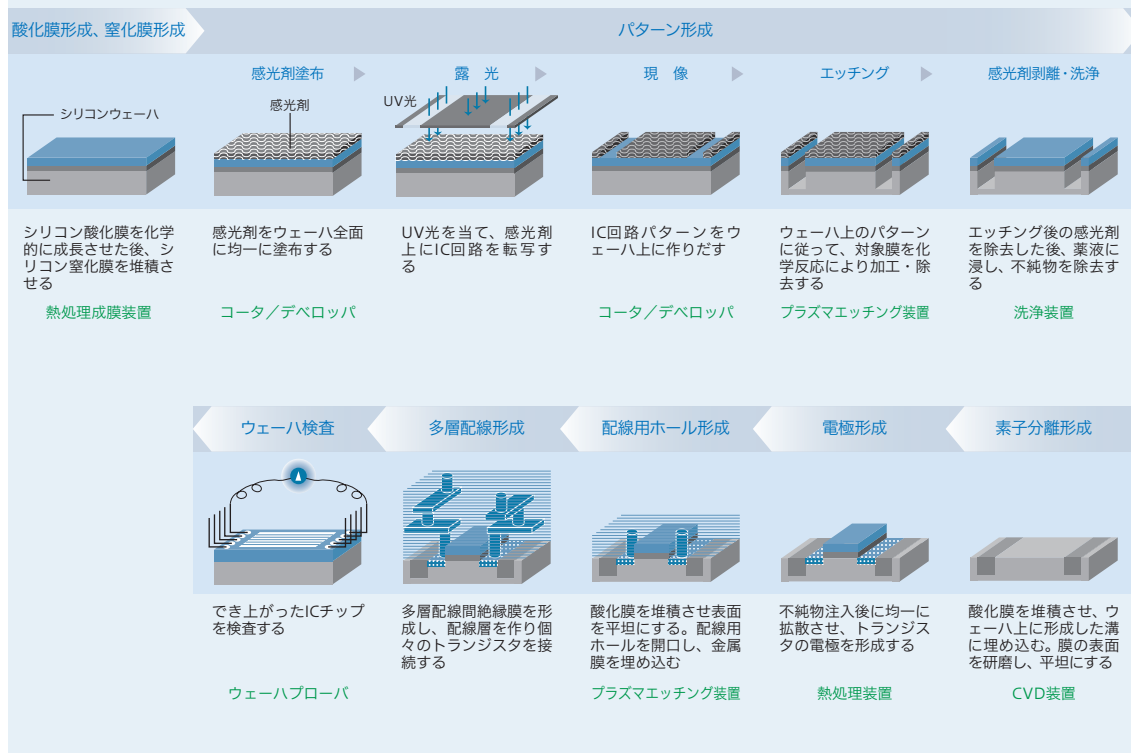 酸化膜形成、窒化膜形成
パターン形成
感光剤塗布
露 光
現 像
エッチング
感光剤剥離・洗浄
シリコンウェーハ
感光剤
UV光
シリコン酸化膜を化学
的に成長させた後、シ
リコン窒化膜を堆積さ
せる
熱処理成膜装置
感光剤をウェーハ全面
に均一に塗布する
コータ／デベロッパ
UV光を当て、感光剤
上にIC回路を転写す
る
IC回路パターンをウ
ェーハ上に作りだす
コータ／デベロッパ
ウェーハ上のパターン
に従って、対象膜を化
学反応により加工・除
去する
プラズマエッチング装置
エッチング後の感光剤
を除去した後、薬液に
浸し、不純物を除去す
る
洗浄装置
ウェーハ検査
多層配線形成
配線用ホール形成
電極形成
素子分離形成
でき上がったICチップ
を検査する
ウェーハプローバ
多層配線間絶縁膜を形
成し、配線層を作り個
々のトランジスタを接
続する
酸化膜を堆積させ表面
を平坦にする。配線用
ホールを開口し、金属
膜を埋め込む
プラズマエッチング装置
不純物注入後に均一に
拡散させ、トランジス
タの電極を形成する
熱処理装置
酸化膜を堆積させ、ウ
ェーハ上に形成した溝
に埋め込む。膜の表面
を研磨し、平坦にする
CVD装置